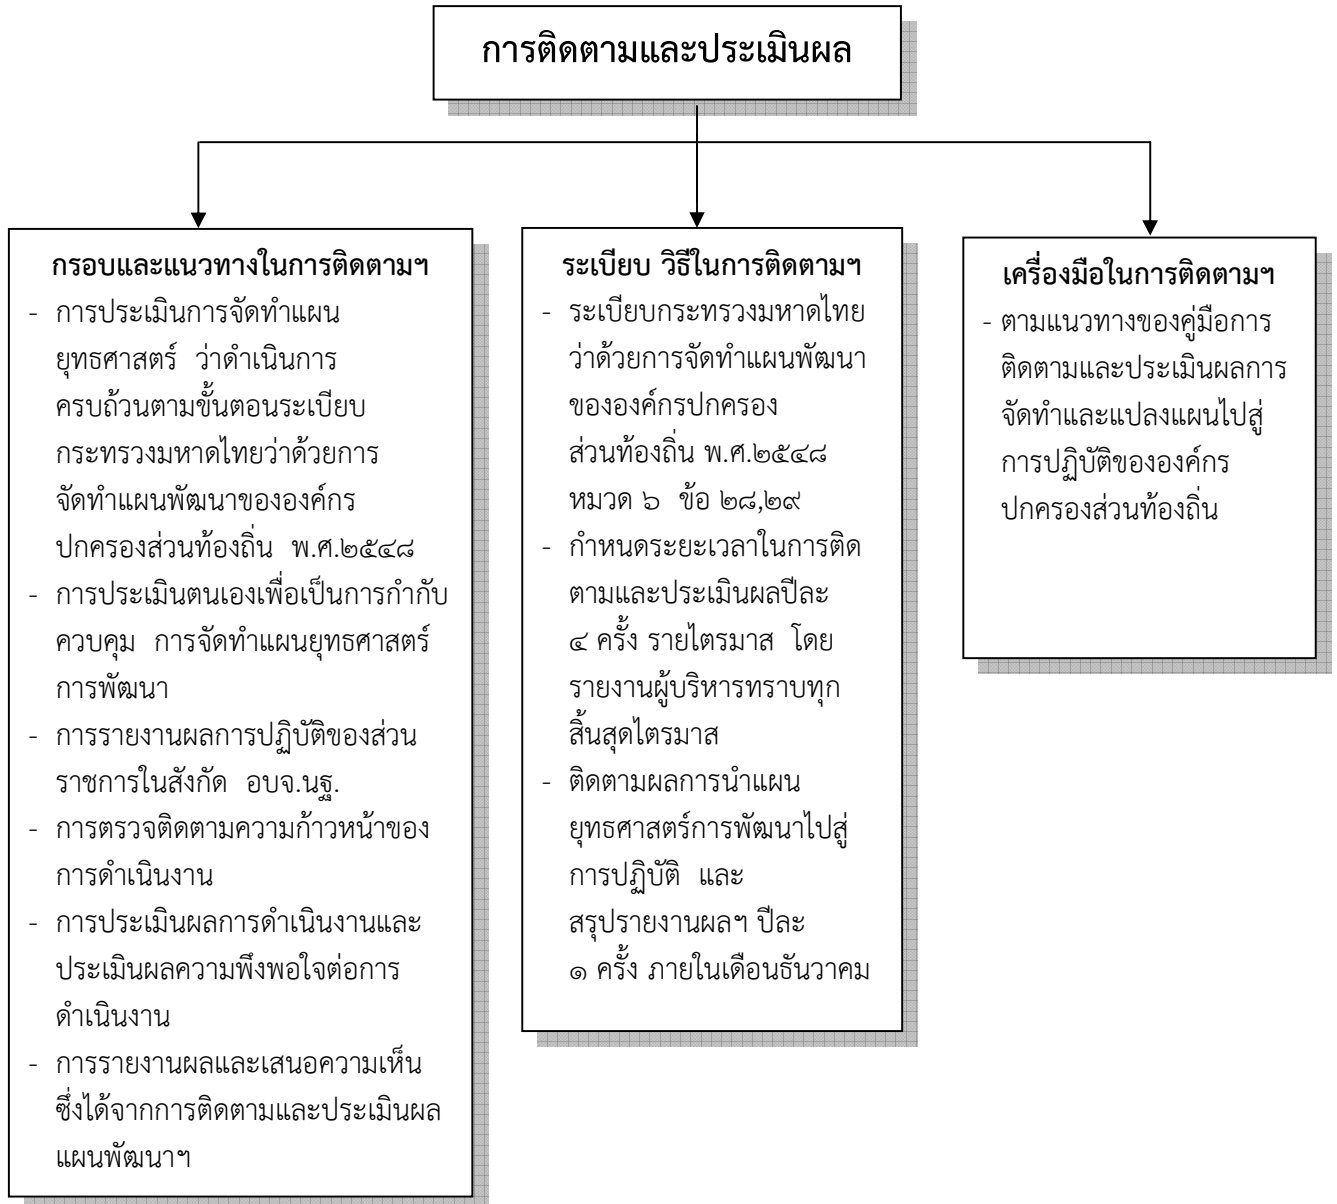 การติดตามและประเมินผล
กรอบและแนวทางในการติดตามฯ
- การประเมินการจัดทำแผน
ยุทธศาสตร์ ว่าดำเนินการ
ครบถ้วนตามขั้นตอนระเบียบ
กระทรวงมหาดไทยว่าด้วยการ
จัดทำแผนพัฒนาขององค์กร
ปกครองส่วนท้องถิ่น พ.ศ.๒๕๔๘
- การประเมินตนเองเพื่อเป็นการกำกับ
ควบคุม การจัดทำแผนยุทธศาสตร์
การพัฒนา
- การรายงานผลการปฏิบัติของส่วน
ราชการในสังกัด อบจ.นฐ.
- การตรวจติดตามความก้าวหน้าของ
การดำเนินงาน
- การประเมินผลการดำเนินงานและ
ประเมินผลความพึงพอใจต่อการ
ดำเนินงาน
- การรายงานผลและเสนอความเห็น
ซึ่งได้จากการติดตามและประเมินผล
แผนพัฒนาฯ
ระเบียบ วิธีในการติดตามฯ
- ระเบียบกระทรวงมหาดไทย
ว่าด้วยการจัดทำแผนพัฒนา
ขององค์กรปกครอง
ส่วนท้องถิ่น พ.ศ.๒๕๔๘
หมวด ๖ ข้อ ๒๘,๒๙
- กำหนดระยะเวลาในการติด
ตามและประเมินผลปีละ
๔ ครั้ง รายไตรมาส โดย
รายงานผู้บริหารทราบทุก
สิ้นสุดไตรมาส
- ติดตามผลการนำแผน
ยุทธศาสตร์การพัฒนาไปสู่
การปฏิบัติ และ
สรุปรายงานผลฯ ปีละ
๑ ครั้ง ภายในเดือนธันวาคม
เครื่องมือในการติดตามฯ
- ตามแนวทางของคู่มือการ
ติดตามและประเมินผลการ
จัดทำและแปลงแผนไปสู่
การปฏิบัติขององค์กร
ปกครองส่วนท้องถิ่น